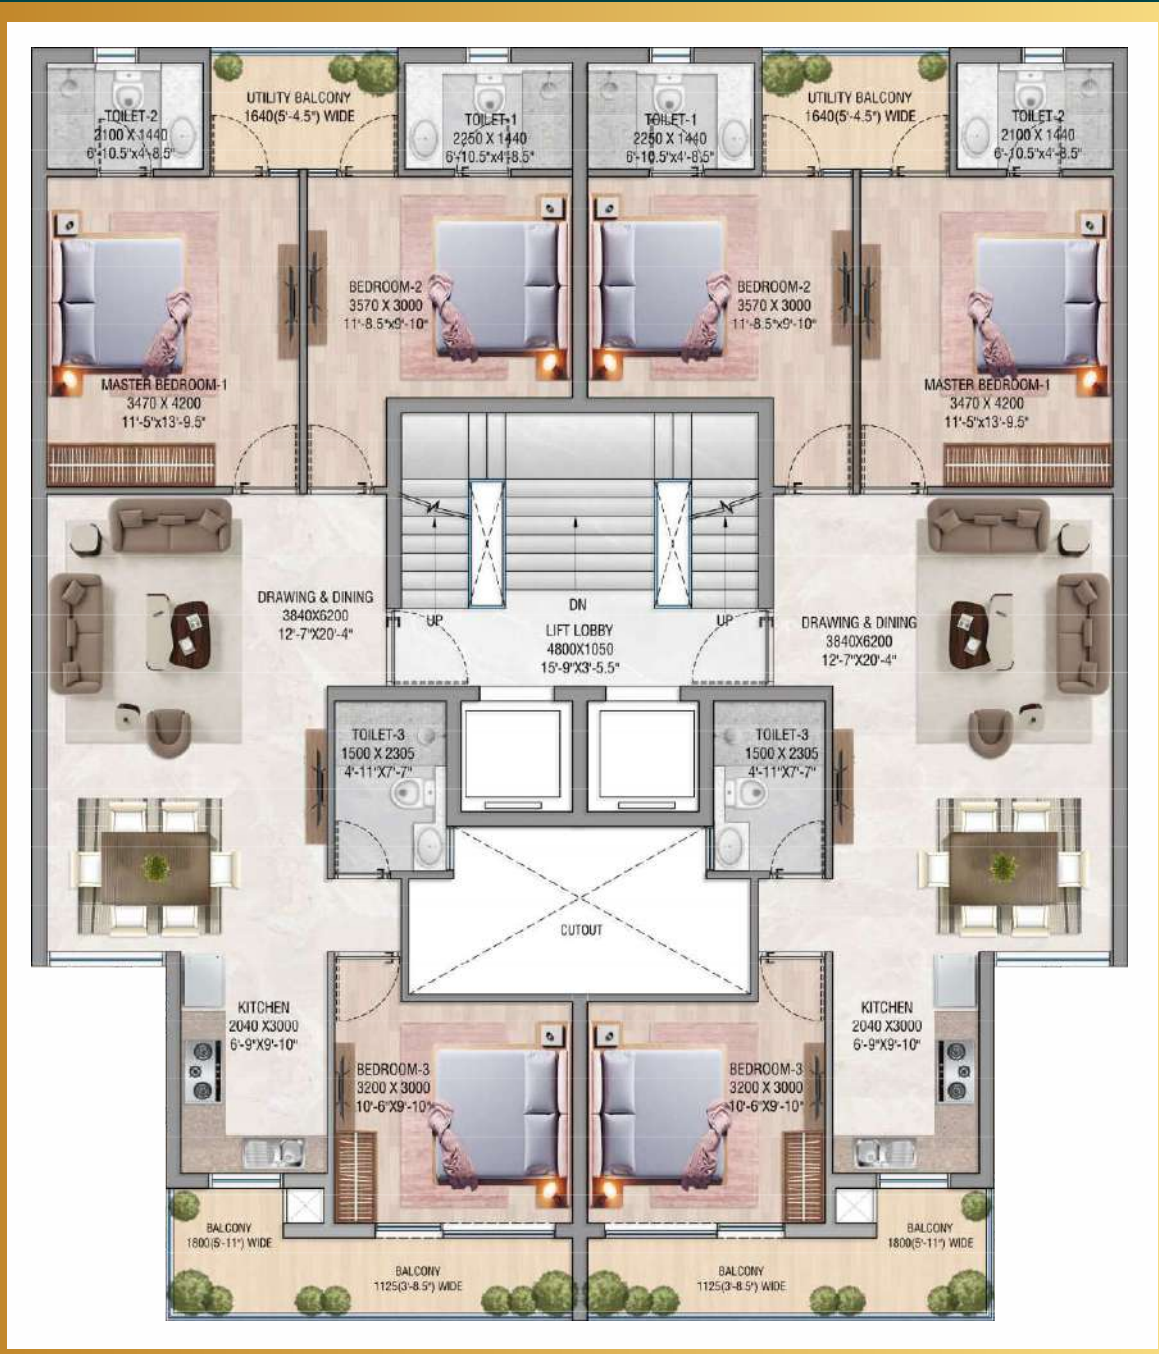 UTILITY BALCONY
1640(5'-4.5") WIDE
UTILITY BALCONY
1640(5'-4.5") WIDE
TOILET-2
2100 X 1440
6'-10.5"x4'-8.5"
TOILET-1
2250 X 1440
6'-10.5"x4'-8.5"
TOILET-1
2250 X 1440
6'-10.5"x4'-8.5"
TOILET-2
2100 X 1440
6'-10.5"x4'-8.5"
BEDROOM-2
3570 X 3000
11'-8.5"x9'-10"
BEDROOM-2
3570 X 3000
11'-8.5"x9'-10"
MASTER BEDROOM-1
3470 X 4200
11'-5"x13'-9.5"
MASTER BEDROOM-1
3470 X 4200
11'-5"x13'-9.5"
DRAWING & DINING
3840X6200
12'-7"X20'-4"
UP
DN
UP
LIFT LOBBY
4800X1050
15'-9"X3'-5.5"
DRAWING & DINING
3840X6200
12'-7"X20'-4"
TOILET-3
1500 X 2305
4'-11"X7'-7"
TOILET-3
1500 X 2305
4'-11"X7'-7"
CUTOUT
KITCHEN
2040 X3000
6'-9"X9'-10"
KITCHEN
2040 X3000
6'-9"X9'-10"
BEDROOM-3
3200 X 3000
10'-6"X9'-10"
BEDROOM-3
3200 X 3000
10'-6"X9'-10"
BALCONY
1800(5'-11") WIDE
BALCONY
1800(5'-11") WIDE
BALCONY
1125(3'-8.5") WIDE
BALCONY
1125(3'-8.5") WIDE